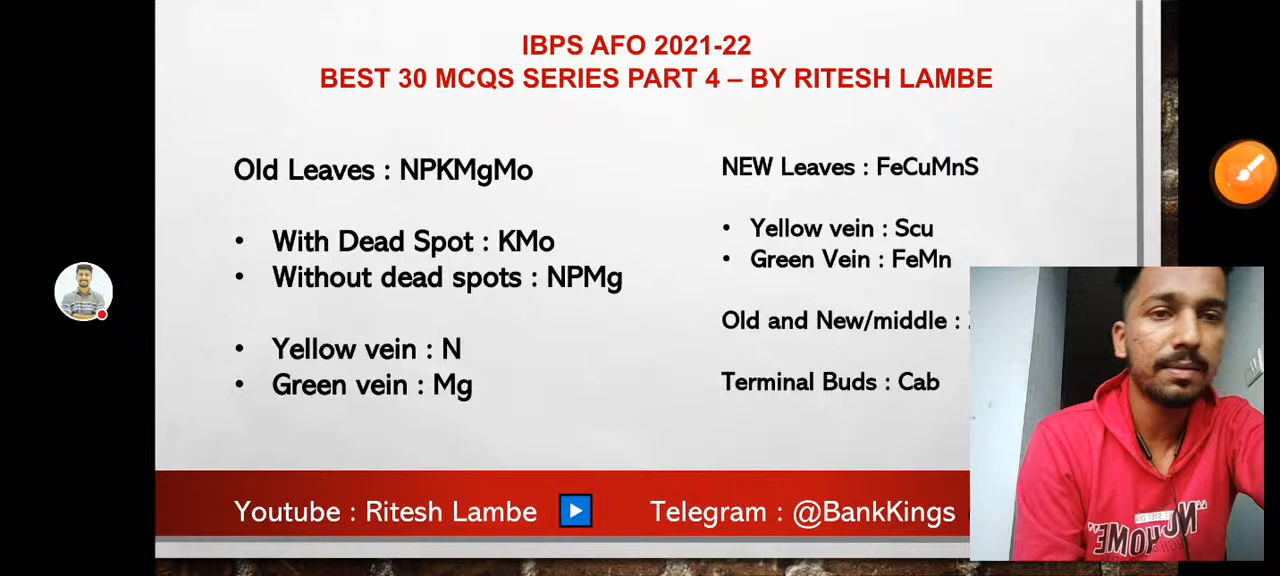 IBPS AFO 2021-22
BEST 30 MCQS SERIES PART 4 – BY RITESH LAMBE
Old Leaves : NPKMgMo
• With Dead Spot : KMo
• Without dead spots : NPMg
• Yellow vein : N
• Green vein : Mg
NEW Leaves : FeCuMnS
• Yellow vein : Scu
• Green Vein : FeMn
Old and New/middle :
Terminal Buds : Cab
Youtube : Ritesh Lambe
Telegram : @BankKings